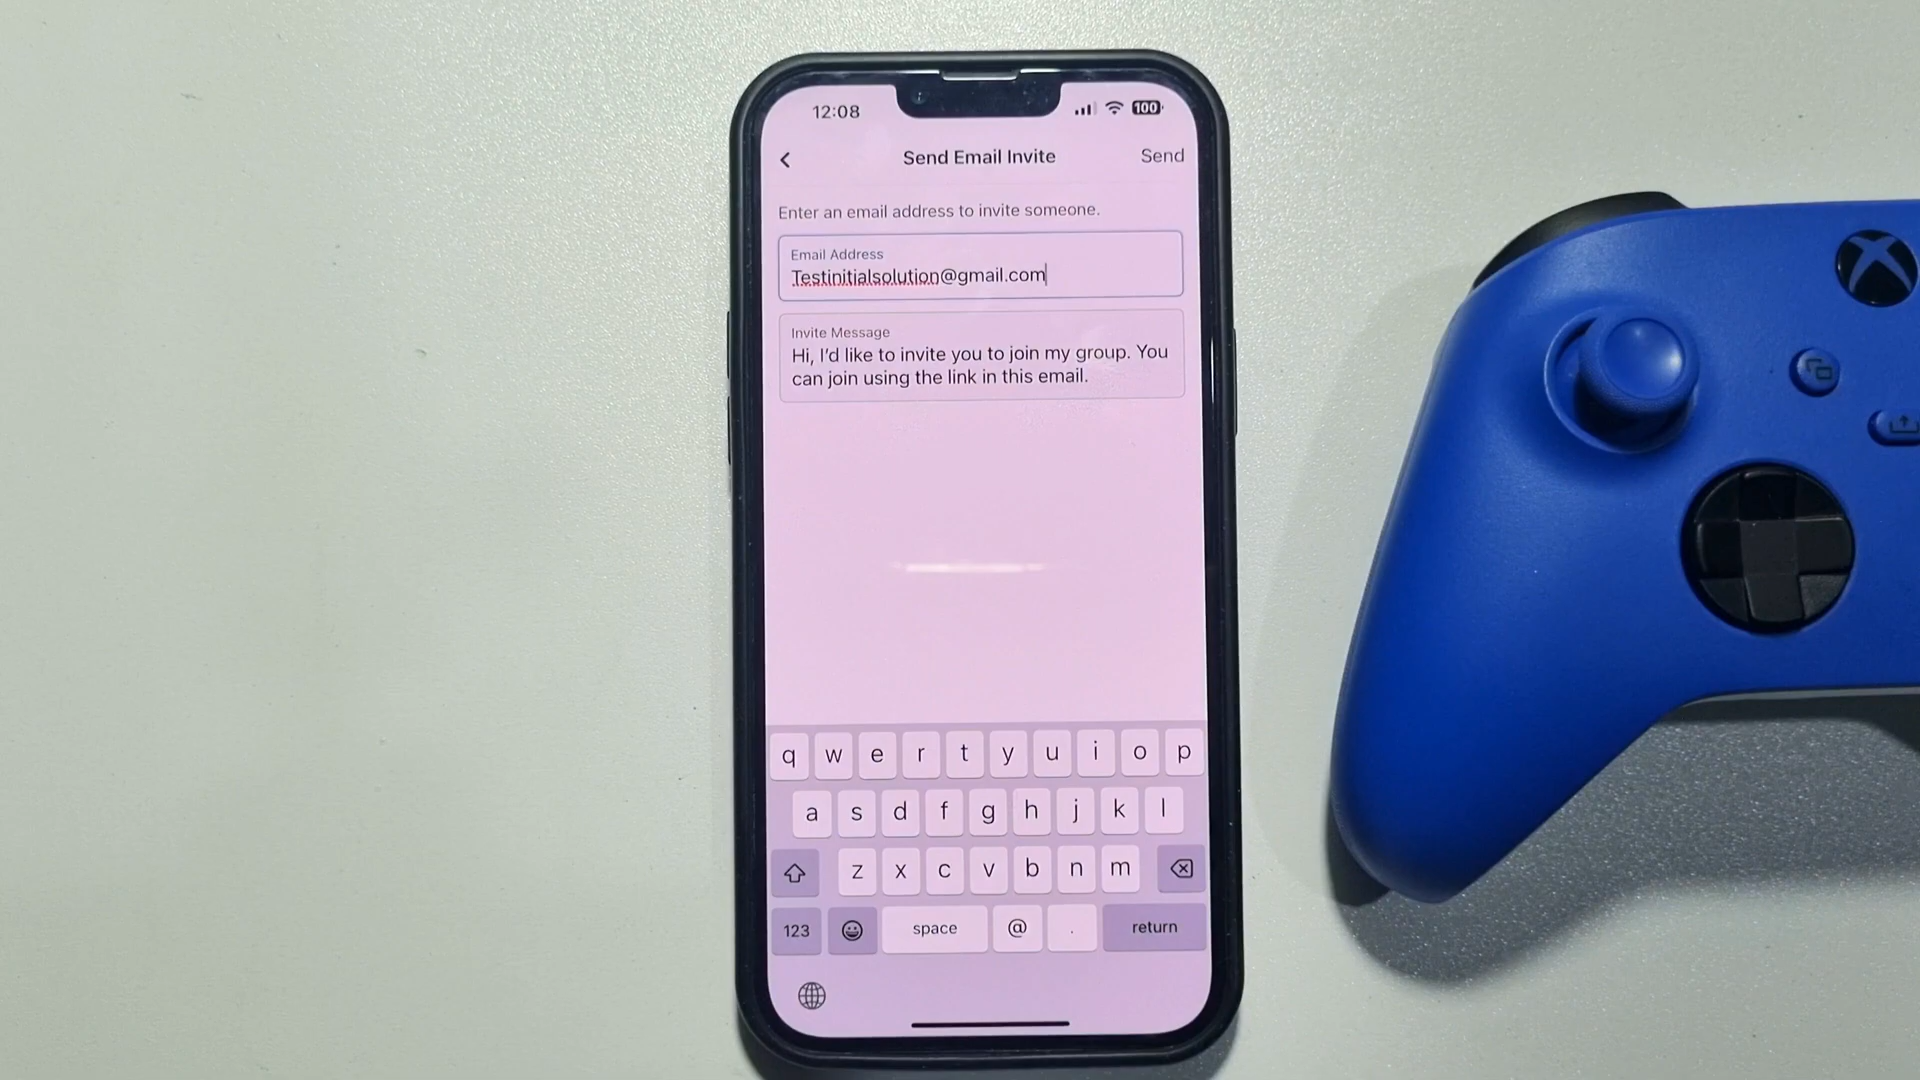 12:08
100
Send Email Invite
Send
Enter an email address to invite someone.
Email Address
Testinitialsolution@gmail.com
Invite Message
Hi, I'd like to invite you to join my group. You
can join using the link in this email.
q w e r t y u i o p
a s d f g h j k l
z x c v b n m
123 space @ . return